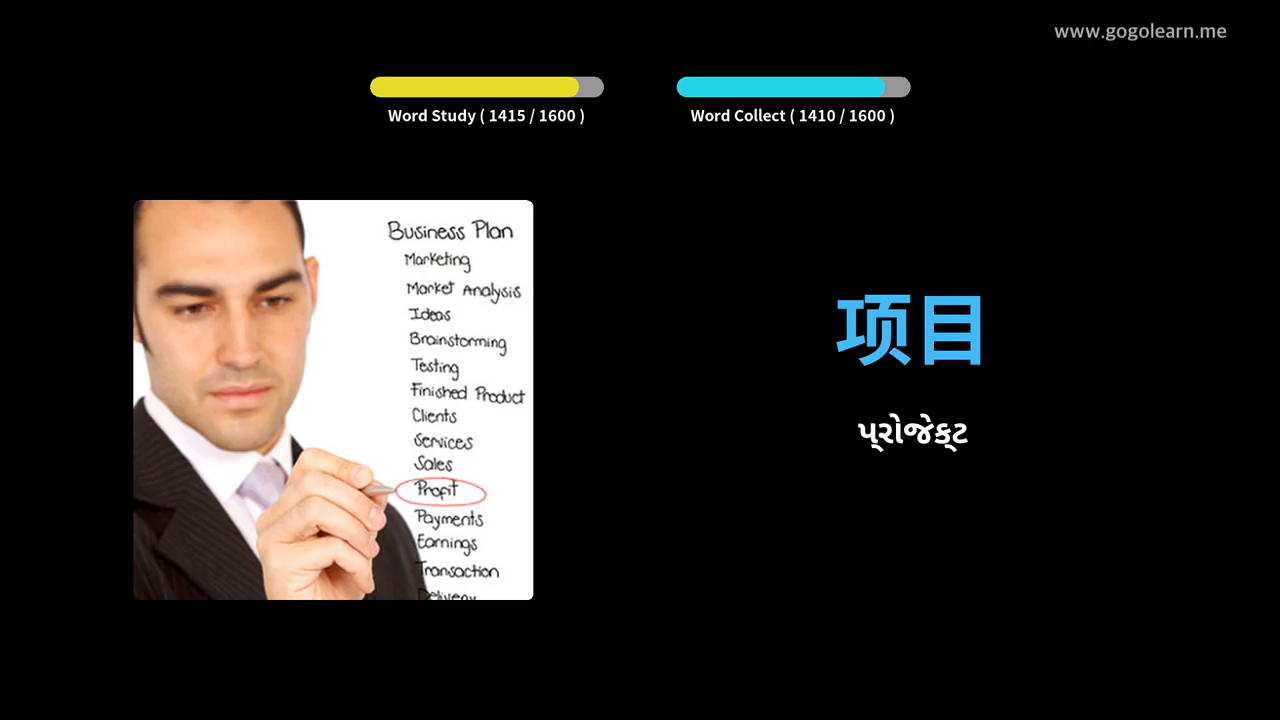 www.gogolearn.me
Word Study ( 1415 / 1600 )
Word Collect ( 1410 / 1600 )
Business Plan
Marketing
Market Analysis
Ideas
Brainstorming
Testing
Finished Product
Clients
Services
Sales
Profit
Payments
Earnings
Transaction
Delivery
项目
પ્રોજેક્ટ